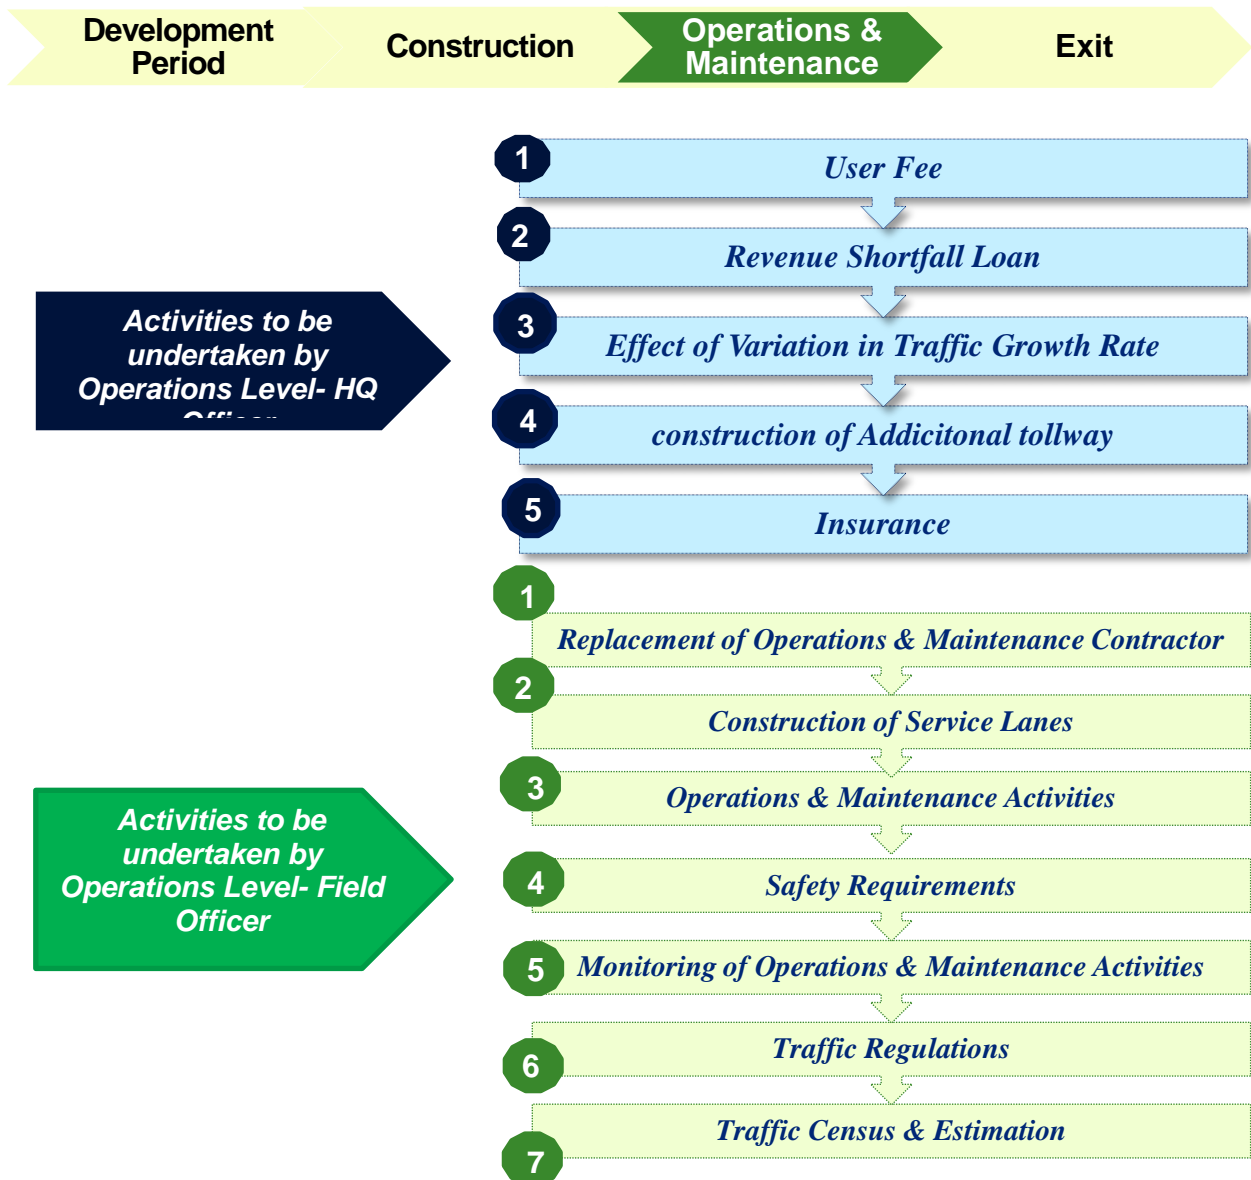 Development
Period
Construction
Operations &
Maintenance
Exit
1
User Fee
2
Revenue Shortfall Loan
3
Effect of Variation in Traffic Growth Rate
4
construction of Addicitonal tollway
5
Insurance
Activities to be
undertaken by
Operations Level- HQ
Officer
1
Replacement of Operations & Maintenance Contractor
2
Construction of Service Lanes
3
Operations & Maintenance Activities
4
Safety Requirements
5
Monitoring of Operations & Maintenance Activities
6
Traffic Regulations
7
Traffic Census & Estimation
Activities to be
undertaken by
Operations Level- Field
Officer